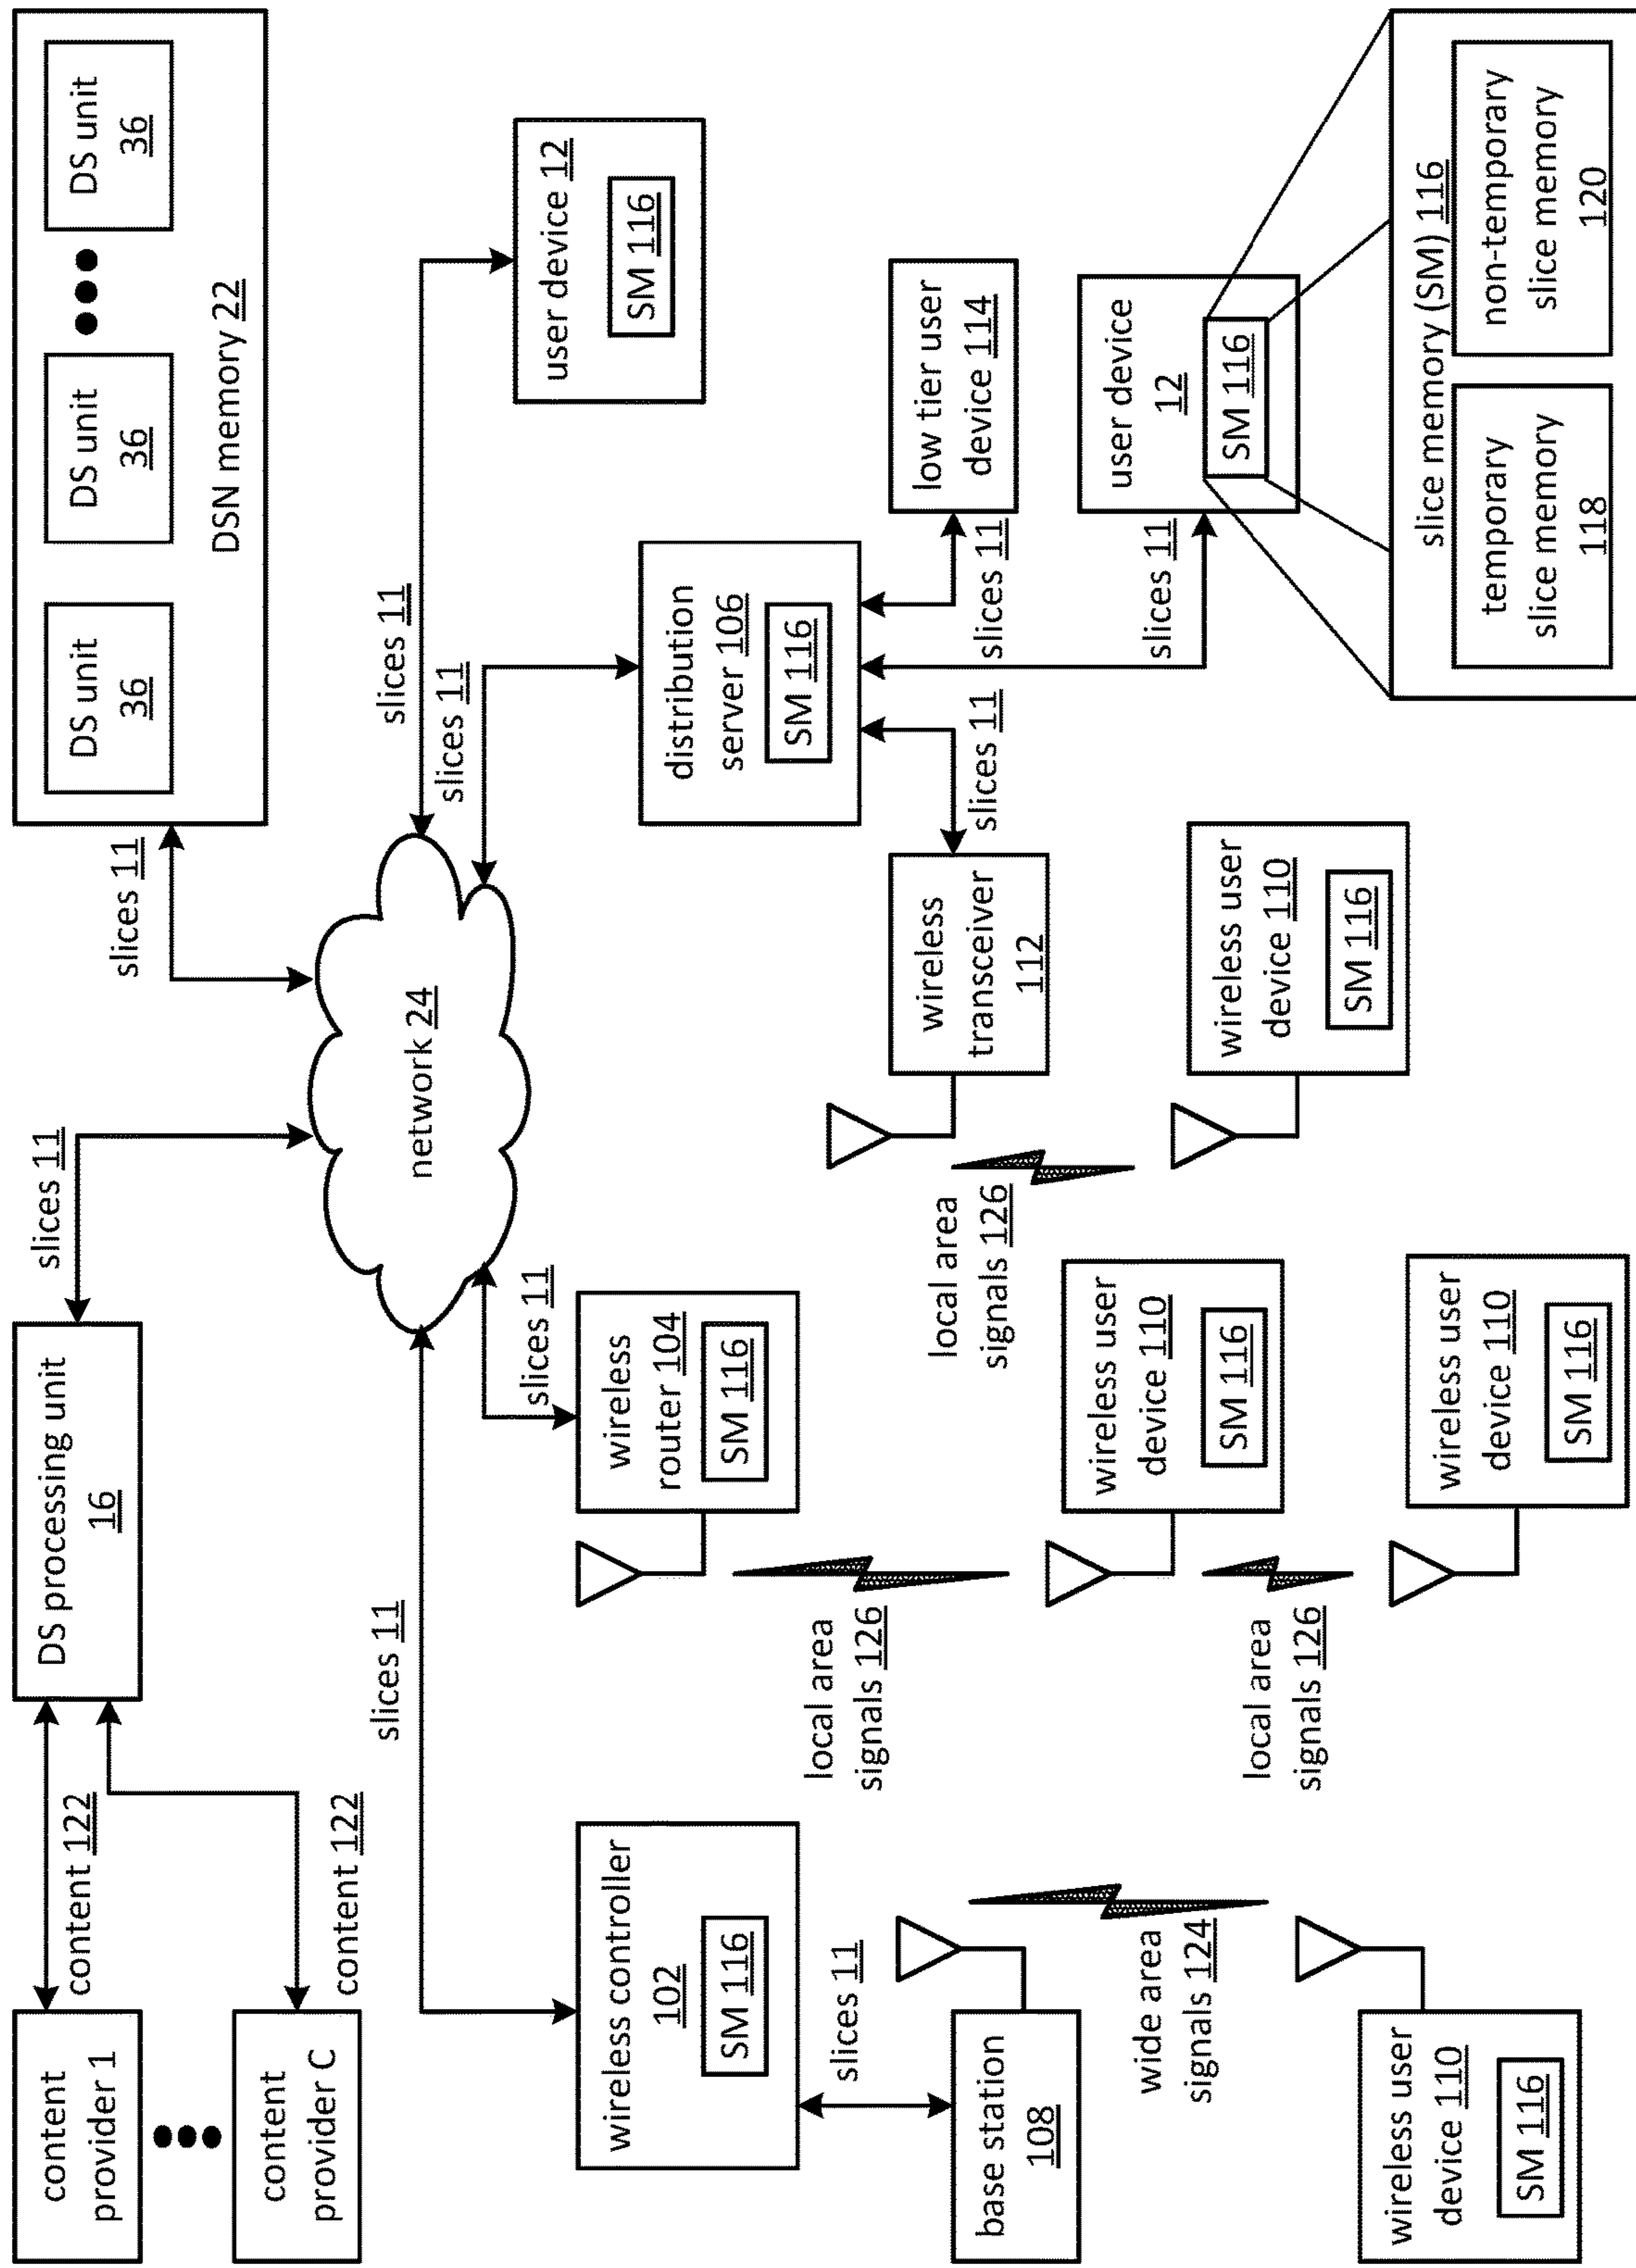 content
provider 1
content
provider C
content 122
content 122
DS processing unit
16
slices 11
slices 11
DS unit
36
DS unit
36
DS unit
36
DSN memory 22
network 24
slices 11
slices 11
slices 11
slices 11
wireless controller
102
SM 116
slices 11
base station
108
wide area
signals 124
wireless user
device 110
SM 116
wireless
router 104
SM 116
local area
signals 126
wireless user
device 110
SM 116
local area
signals 126
wireless user
device 110
SM 116
distribution
server 106
SM 116
user device 12
SM 116
slices 11
wireless
transceiver
112
local area
signals 126
wireless user
device 110
SM 116
slices 11
low tier user
device 114
slices 11
user device
12
SM 116
slice memory (SM) 116
temporary
slice memory
118
non-temporary
slice memory
120